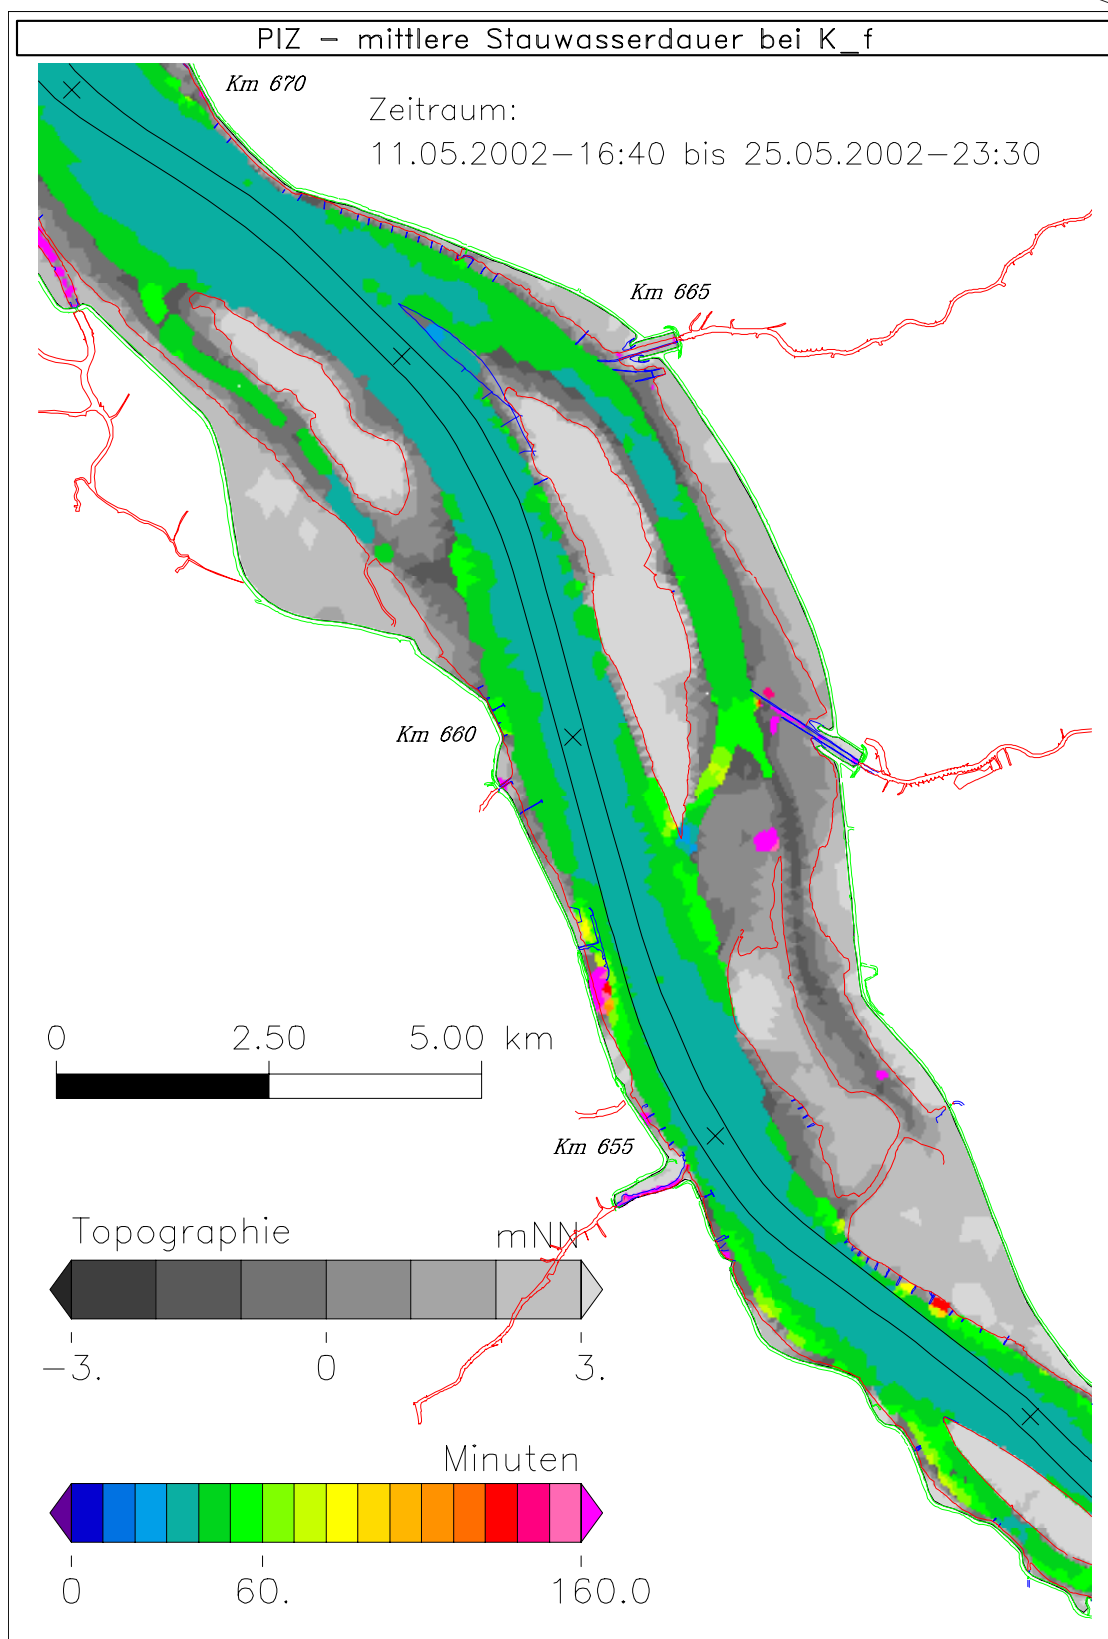 PIZ - mittlere Stauwasserdauer bei K_f
Km 670
Zeitraum:
11.05.2002-16:40 bis 25.05.2002-23:30
Km 665
Km 660
0 2.50 5.00 km
Km 655
Topographie mNN
-3. 0 3.
Minuten
0 60. 160.0